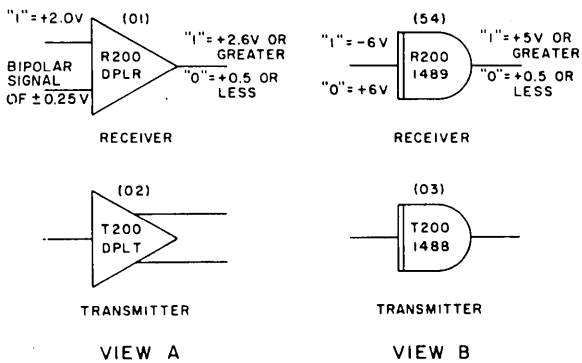 (01)
"1"=+2.0V
R200
DPLR
"1"=+2.6V OR
GREATER
"0"=+0.5 OR
LESS
BIPOLAR
SIGNAL
OF ±0.25V
RECEIVER
(54)
"1"=-6V
"0"=+6V
R200
1489
"1"=+5V OR
GREATER
"0"=+0.5 OR
LESS
RECEIVER
(02)
T200
DPLT
TRANSMITTER
(03)
T200
1488
TRANSMITTER
VIEW A
VIEW B